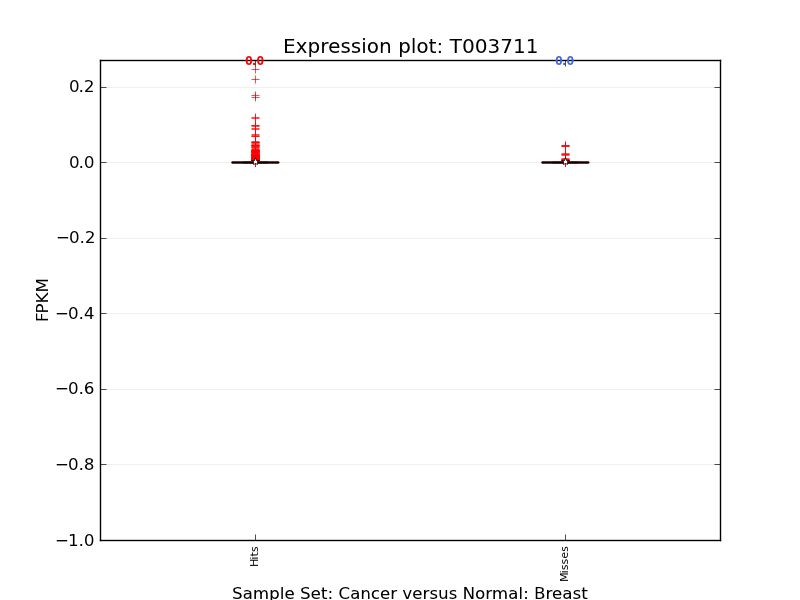 Expression plot: T003711
0.0 0.0
0.2
0.0
−0.2
−0.4
−0.6
−0.8
−1.0
FPKM
Hits Misses
Sample Set: Cancer versus Normal: Breast